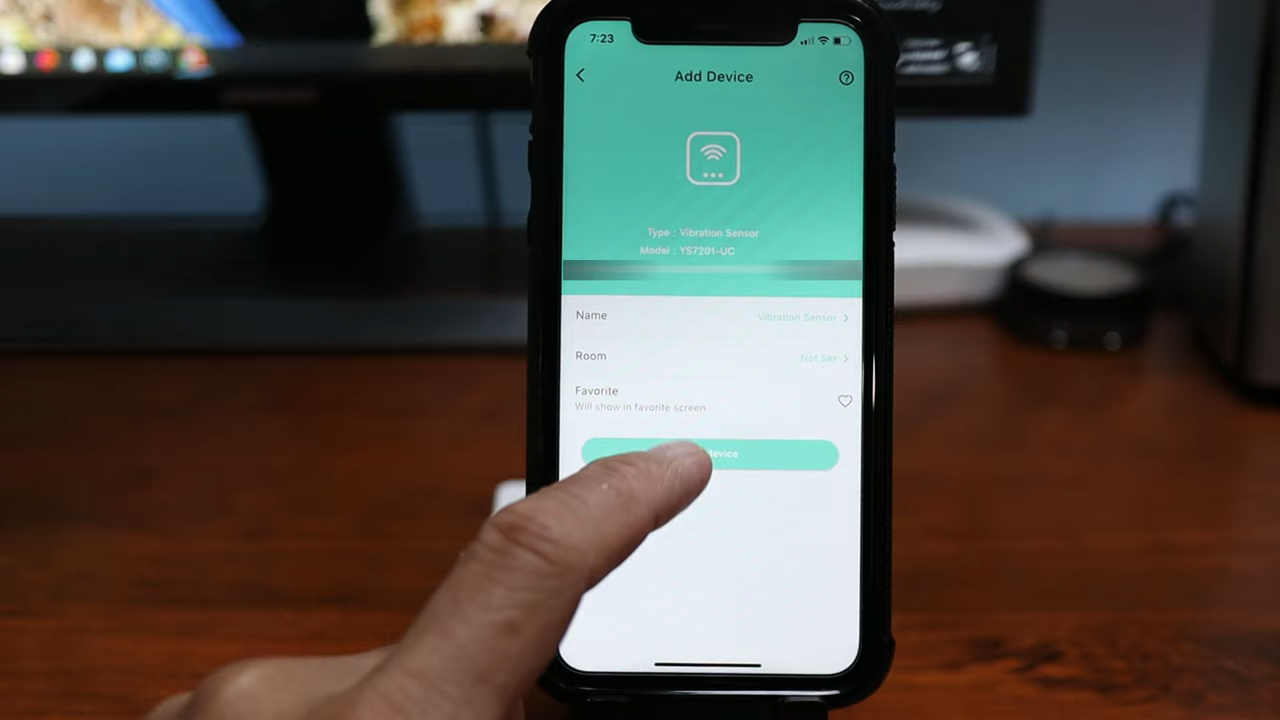 7:23
Add Device
Type : Vibration Sensor
Model : YS7201-UC
Name
Vibration Sensor
Room
Not Set
Favorite
Will show in favorite screen
device